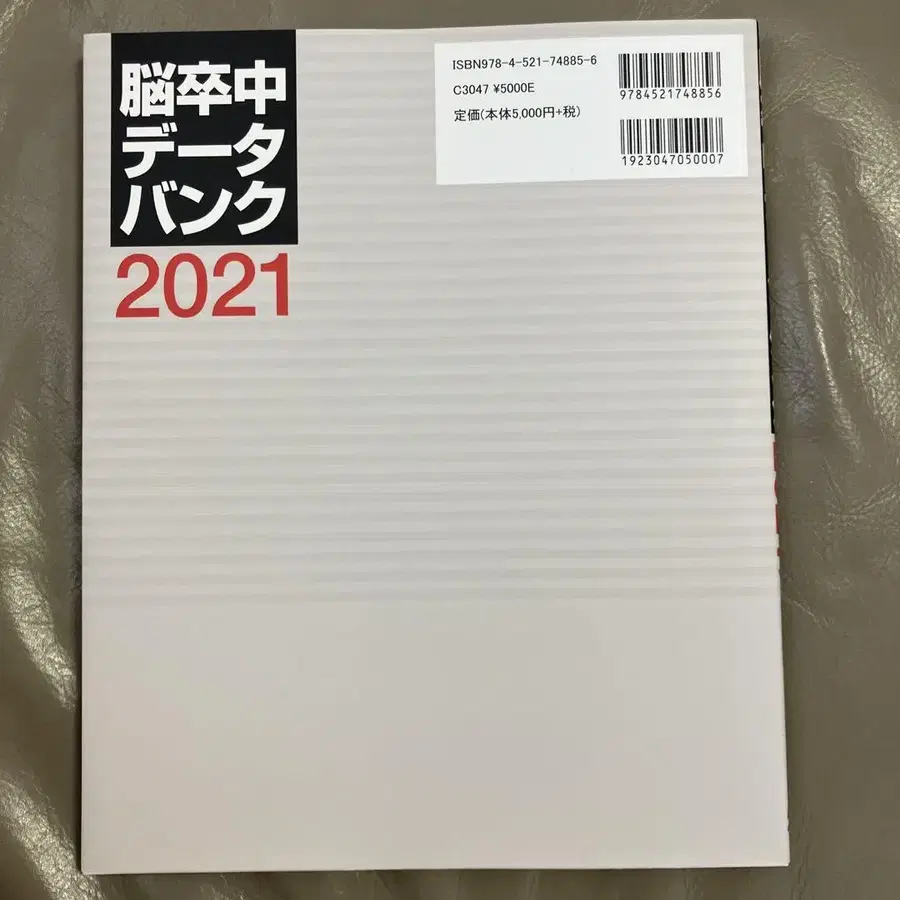 脳卒中
データ
バンク
2021
ISBN978-4-521-74885-6
C3047 ¥5000E
定価(本体5,000円+税)
9784521748856
1923047050007